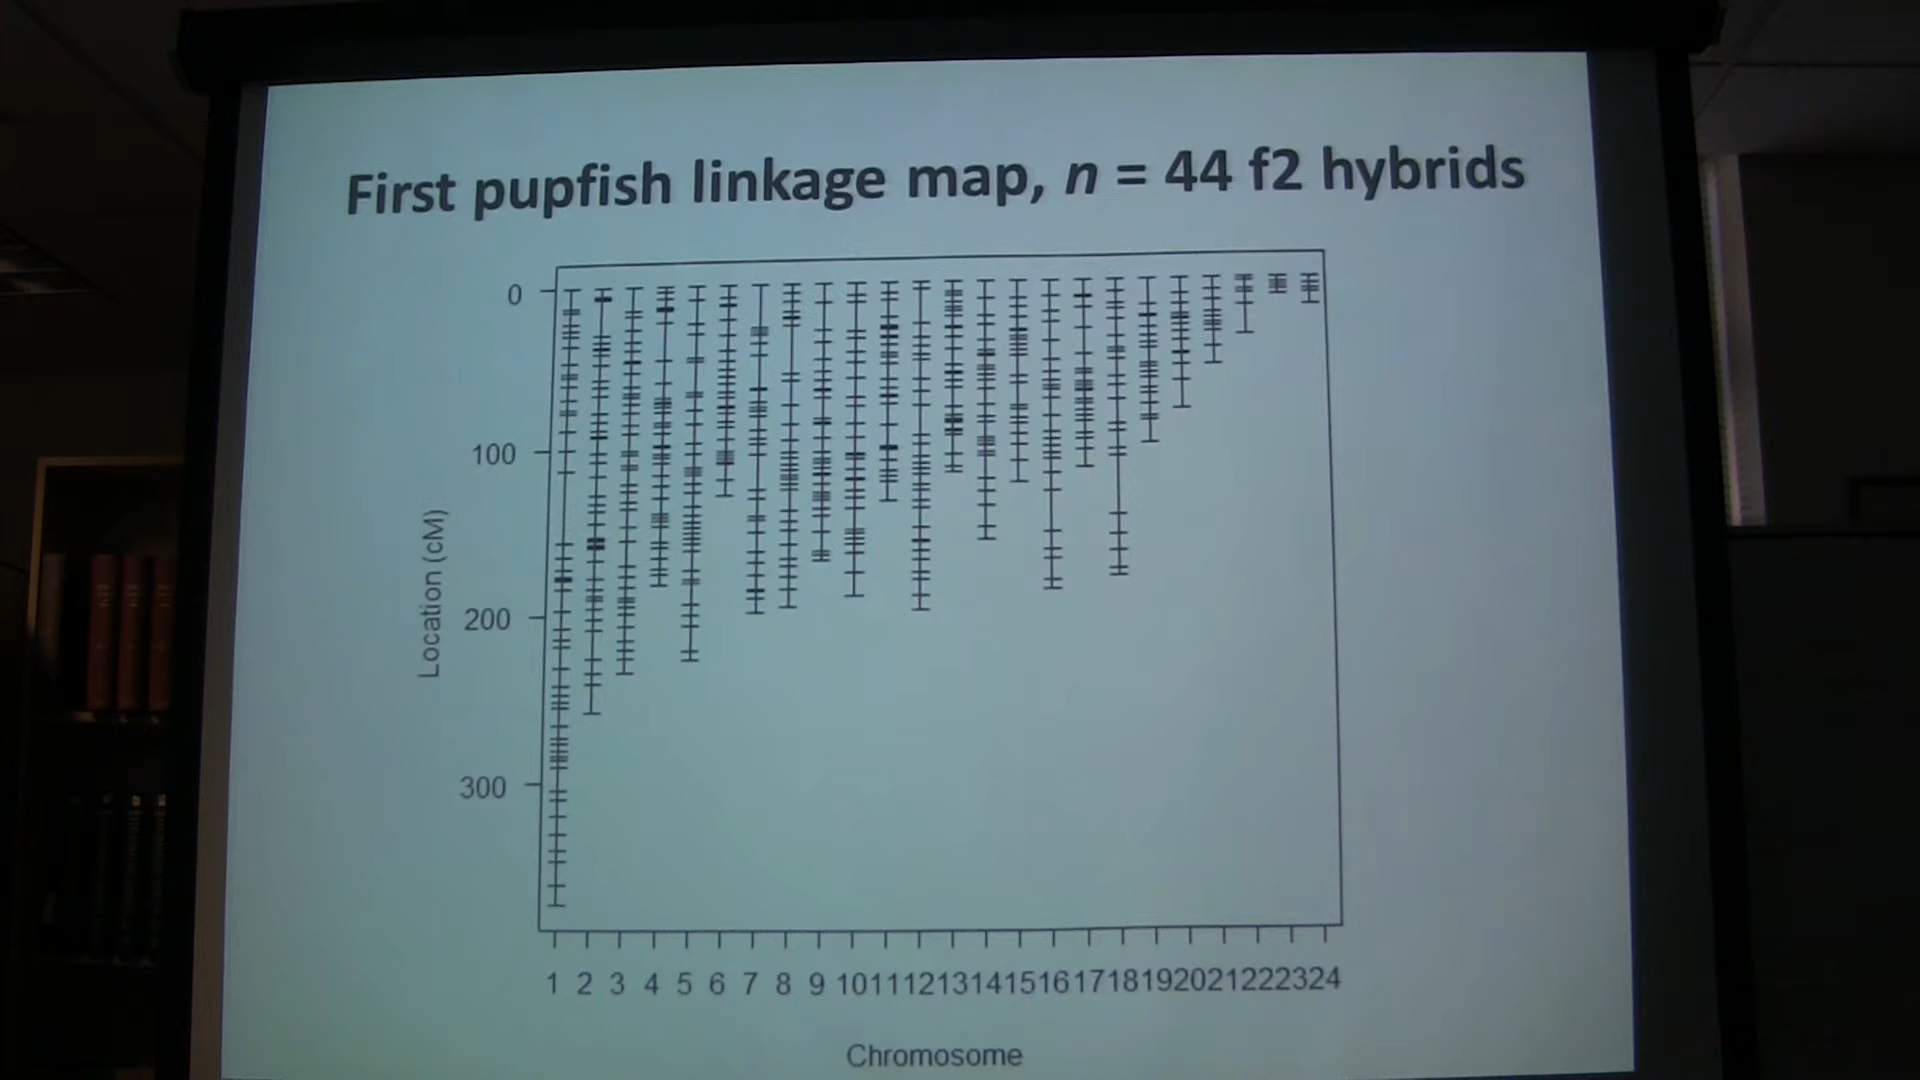 First pupfish linkage map, n = 44 f2 hybrids
0
100
200
300
Location (cM)
1 2 3 4 5 6 7 8 9 101112131415161718192021222324
Chromosome